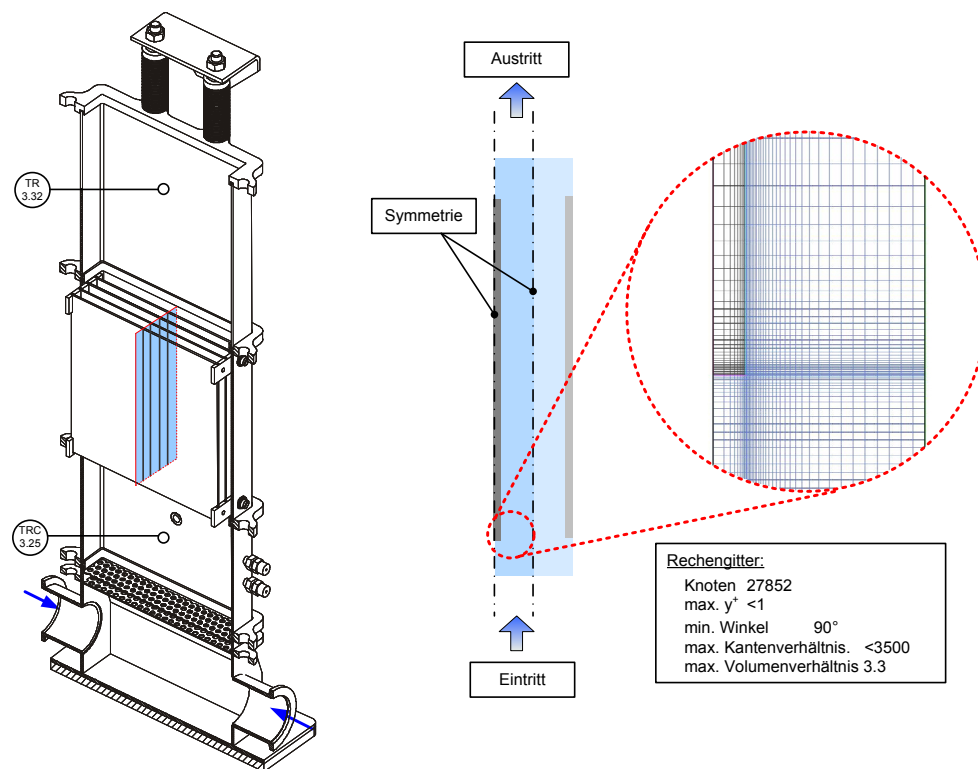 Austritt
TR
3.32
Symmetrie
TRC
3.25
Rechengitter:
Knoten 27852
max. y+ <1
min. Winkel 90°
max. Kantenverhältnis. <3500
max. Volumenverhältnis 3.3
Eintritt